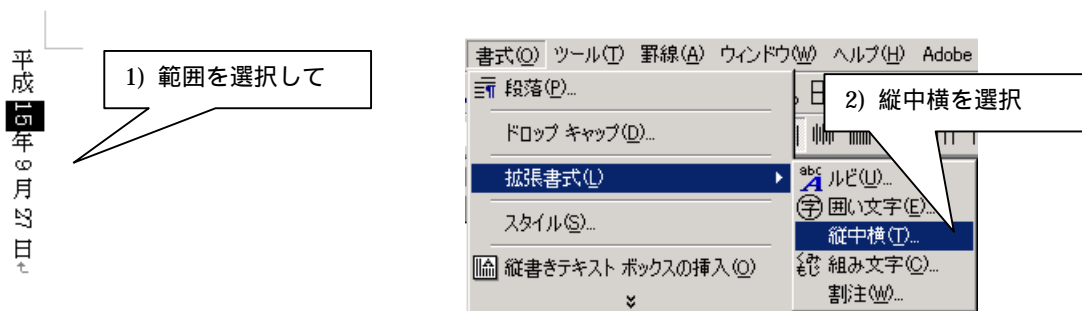 平成15年9月27日
1) 範囲を選択して
書式(O) ツール(T) 罫線(A) ウィンドウ(W) ヘルプ(H) Adobe
段落(P)...
ドロップ キャップ(D)...
拡張書式(L)
スタイル(S)...
縦書きテキスト ボックスの挿入(O)
2) 縦中横を選択
ルビ(U)...
囲い文字(E)...
縦中横(T)...
組み文字(C)...
割注(W)...